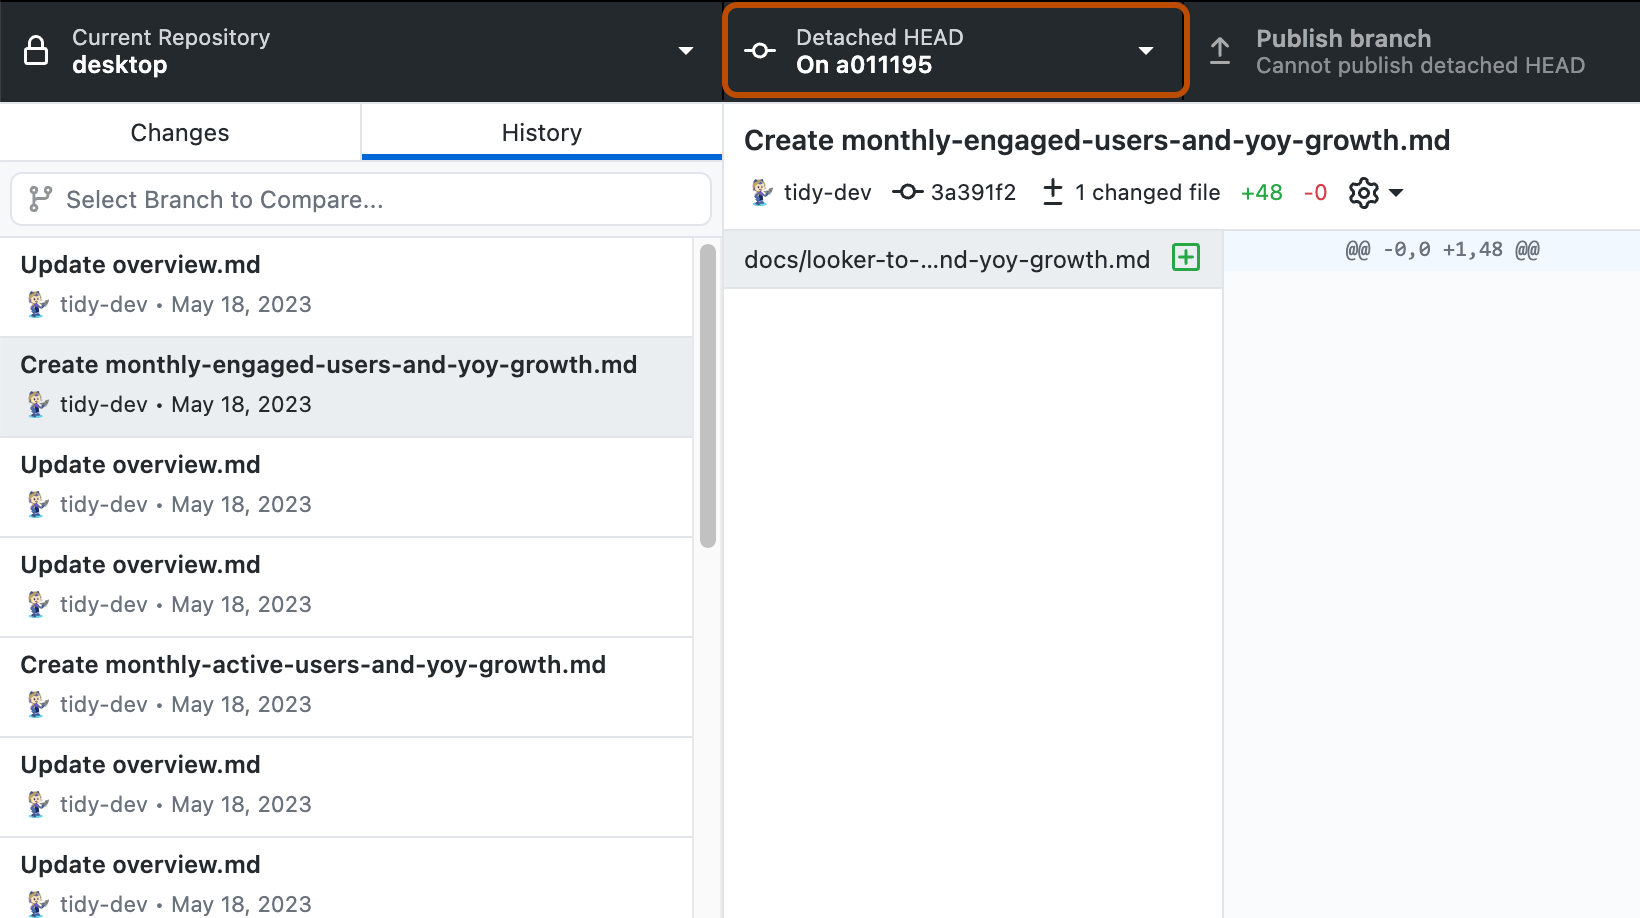 Current Repository
desktop
Detached HEAD
On a011195
Publish branch
Cannot publish detached HEAD
Changes
History
Select Branch to Compare...
Update overview.md
tidy-dev • May 18, 2023
Create monthly-engaged-users-and-yoy-growth.md
tidy-dev • May 18, 2023
Update overview.md
tidy-dev • May 18, 2023
Update overview.md
tidy-dev • May 18, 2023
Create monthly-active-users-and-yoy-growth.md
tidy-dev • May 18, 2023
Update overview.md
tidy-dev • May 18, 2023
Update overview.md
tidy-dev • May 18, 2023
Create monthly-engaged-users-and-yoy-growth.md
tidy-dev 3a391f2 1 changed file +48 -0
docs/looker-to-...nd-yoy-growth.md
@@ -0,0 +1,48 @@